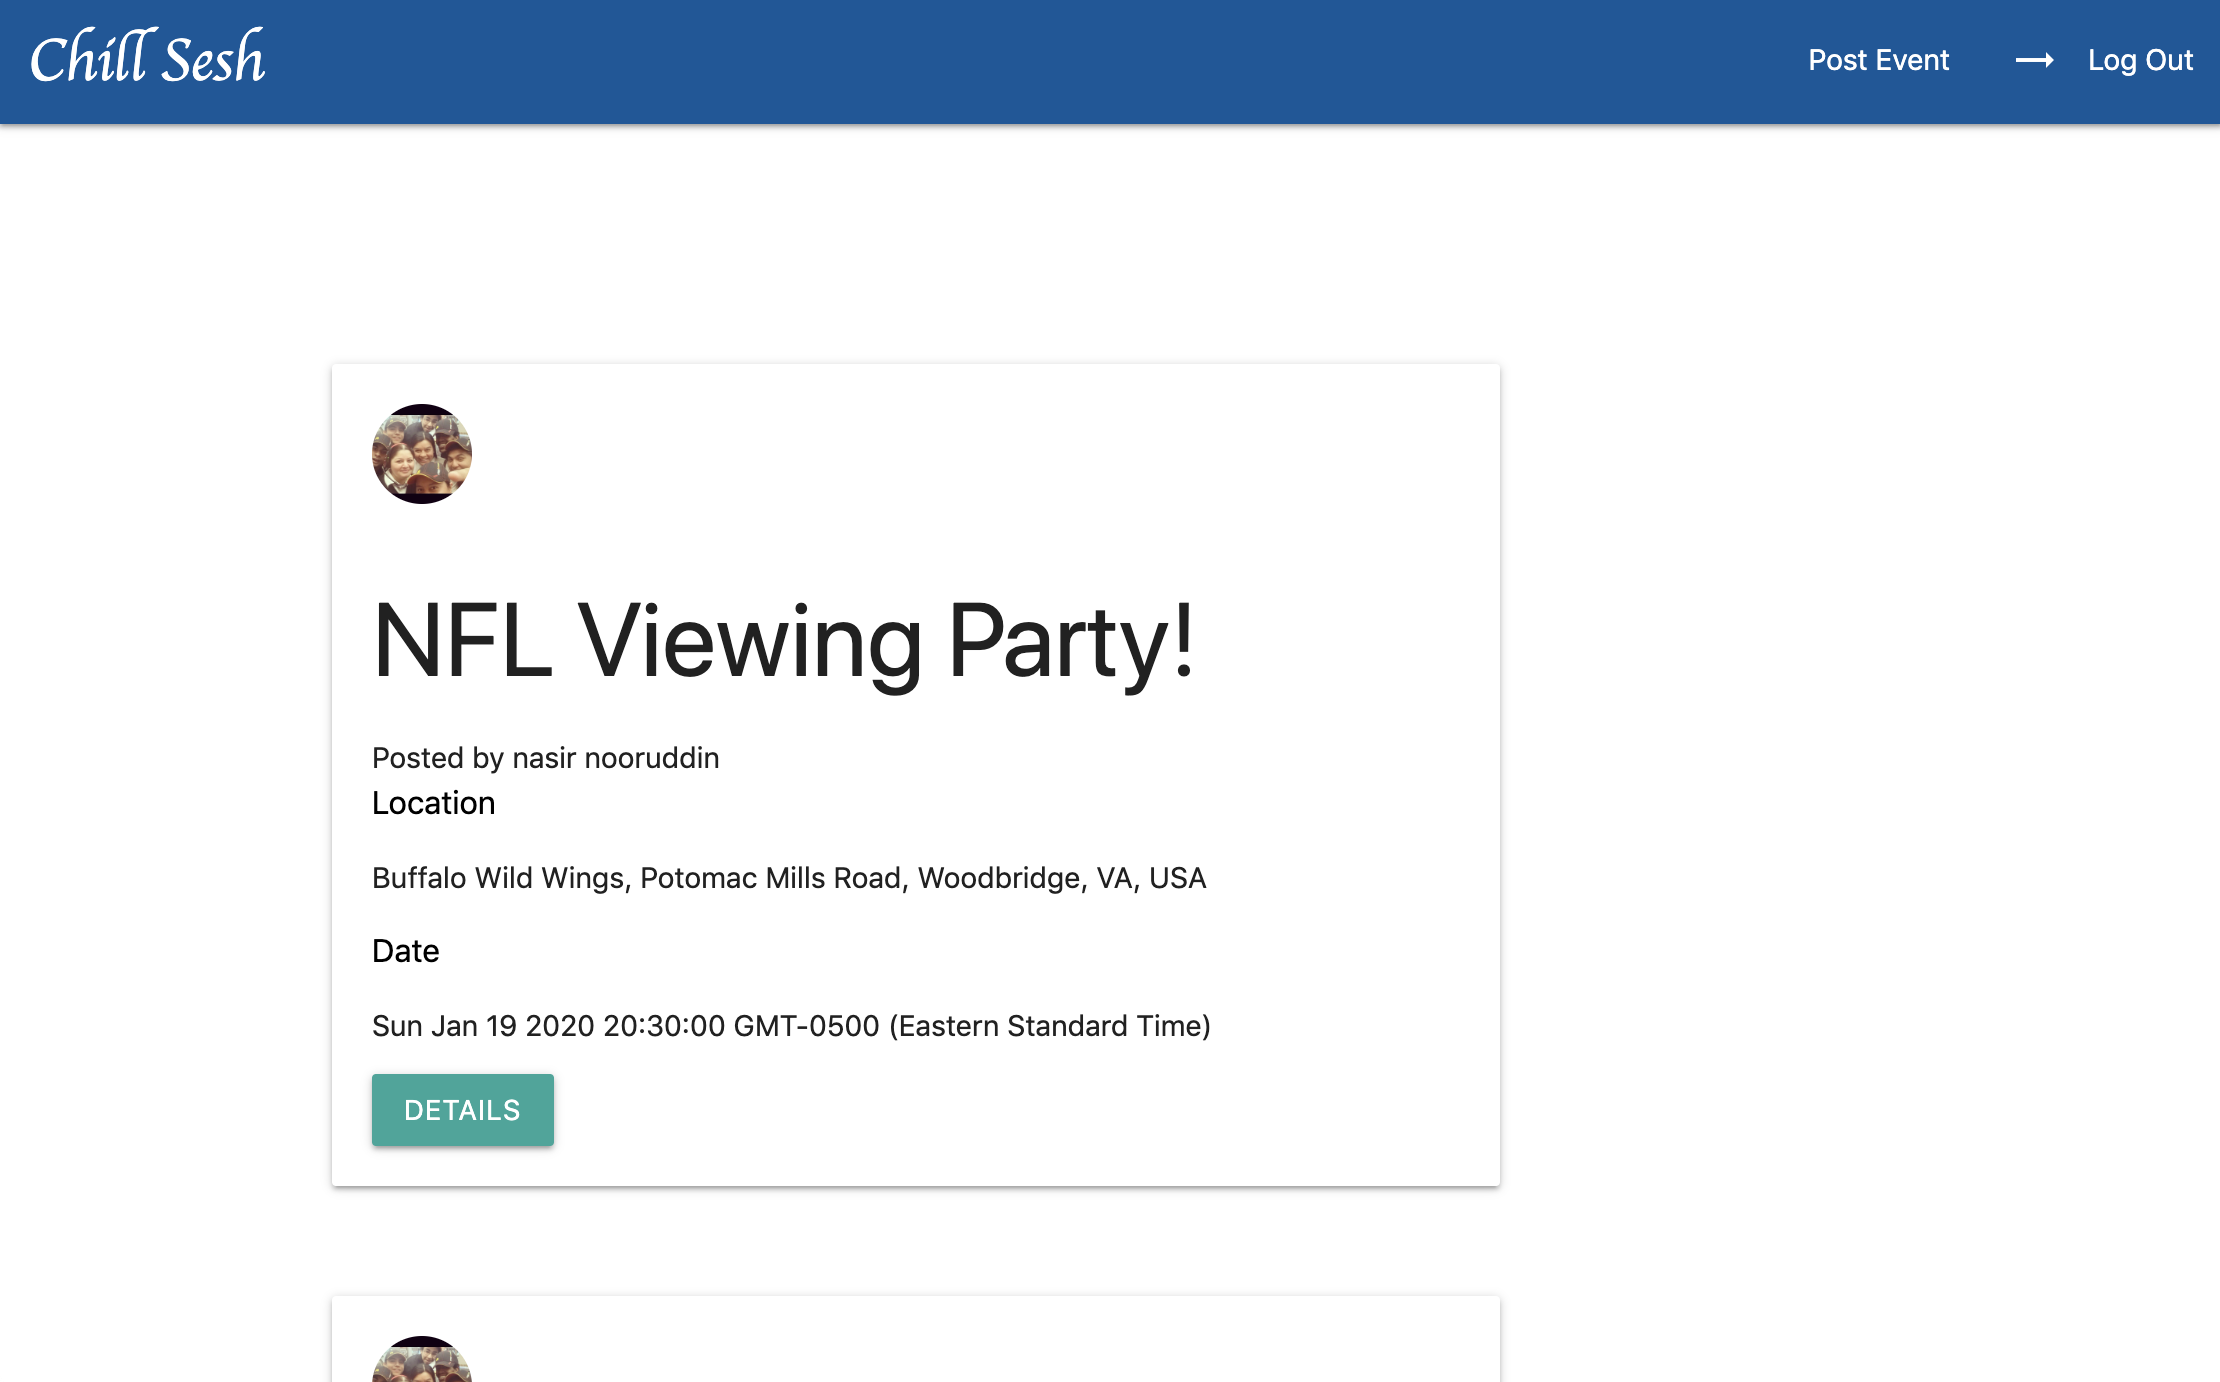 Chill Sesh
Post Event
Log Out
NFL Viewing Party!
Posted by nasir nooruddin
Location
Buffalo Wild Wings, Potomac Mills Road, Woodbridge, VA, USA
Date
Sun Jan 19 2020 20:30:00 GMT-0500 (Eastern Standard Time)
DETAILS